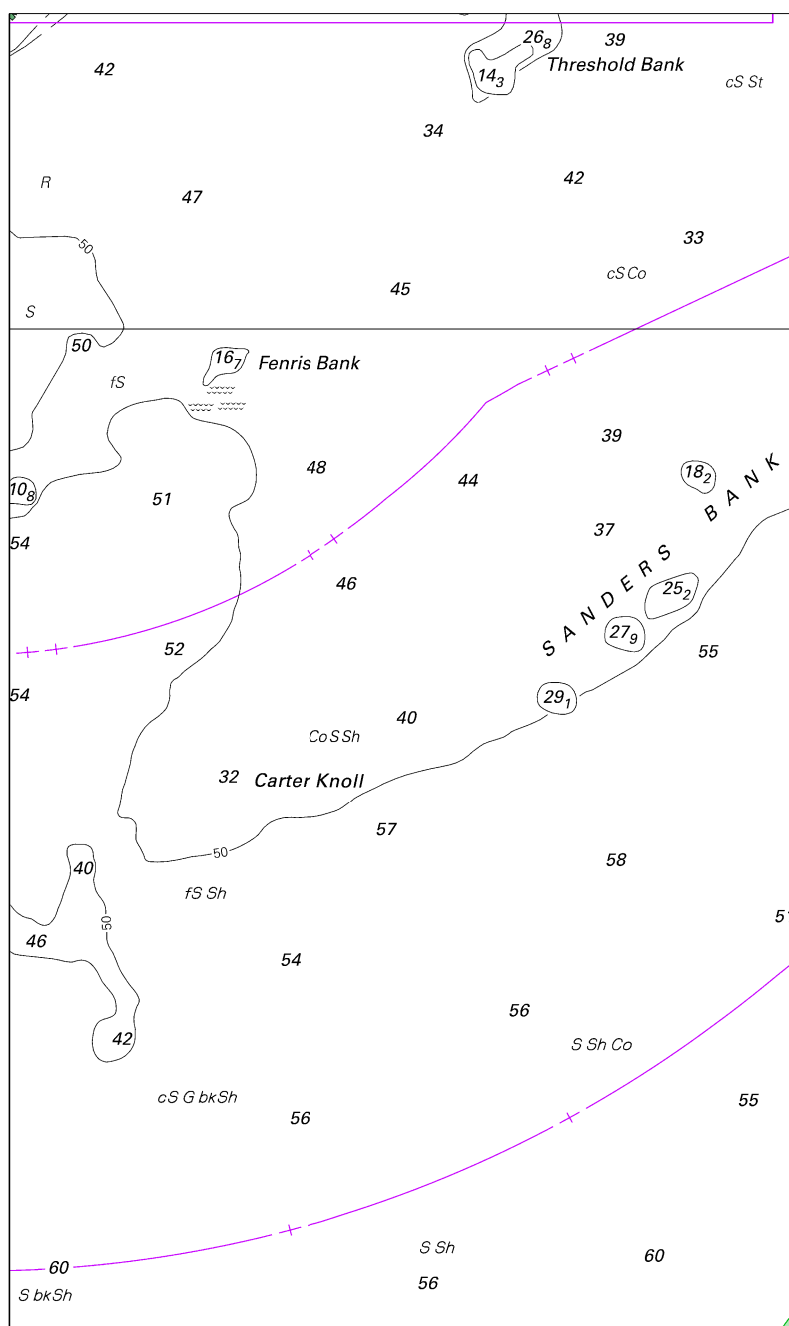 26₈
39
42
14₃
Threshold Bank
cS St
34
R
47
42
33
50
cS Co
45
S
50
16₇
Fenris Bank
fS
39
48
44
18₂
10₈
51
SANDERS BANK
37
54
46
25₂
27₉
52
55
54
29₁
40
Co S Sh
32
Carter Knoll
57
50
58
40
fS Sh
50
51
46
54
56
42
S Sh Co
cS G bkSh
55
56
S Sh
60
60
56
S bkSh